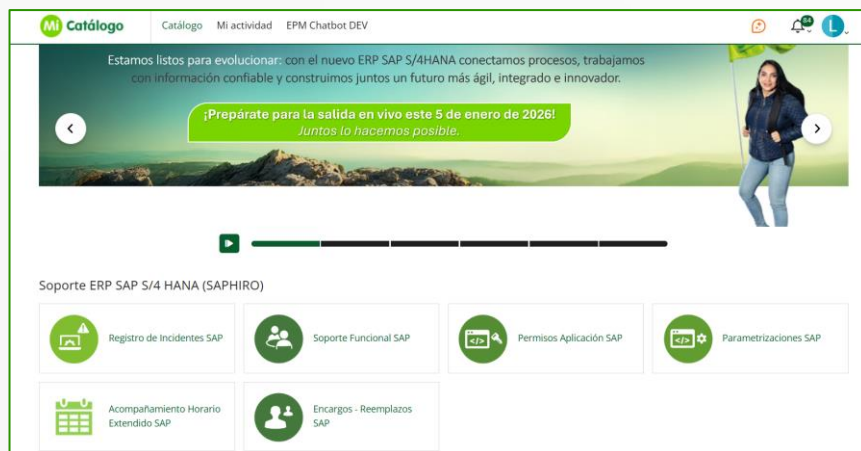 Mi Catálogo
Catálogo Mi actividad EPM Chatbot DEV
84
L
Estamos listos para evolucionar: con el nuevo ERP SAP S/4HANA conectamos procesos, trabajamos
con información confiable y construimos juntos un futuro más ágil, integrado e innovador.
¡Prepárate para la salida en vivo este 5 de enero de 2026!
Juntos lo hacemos posible.
Soporte ERP SAP S/4 HANA (SAPHIRO)
Registro de Incidentes SAP
Soporte Funcional SAP
</>
Permisos Aplicación SAP
</>
Parametrizaciones SAP
Acompañamiento Horario
Extendido SAP
Encargos - Reemplazos
SAP